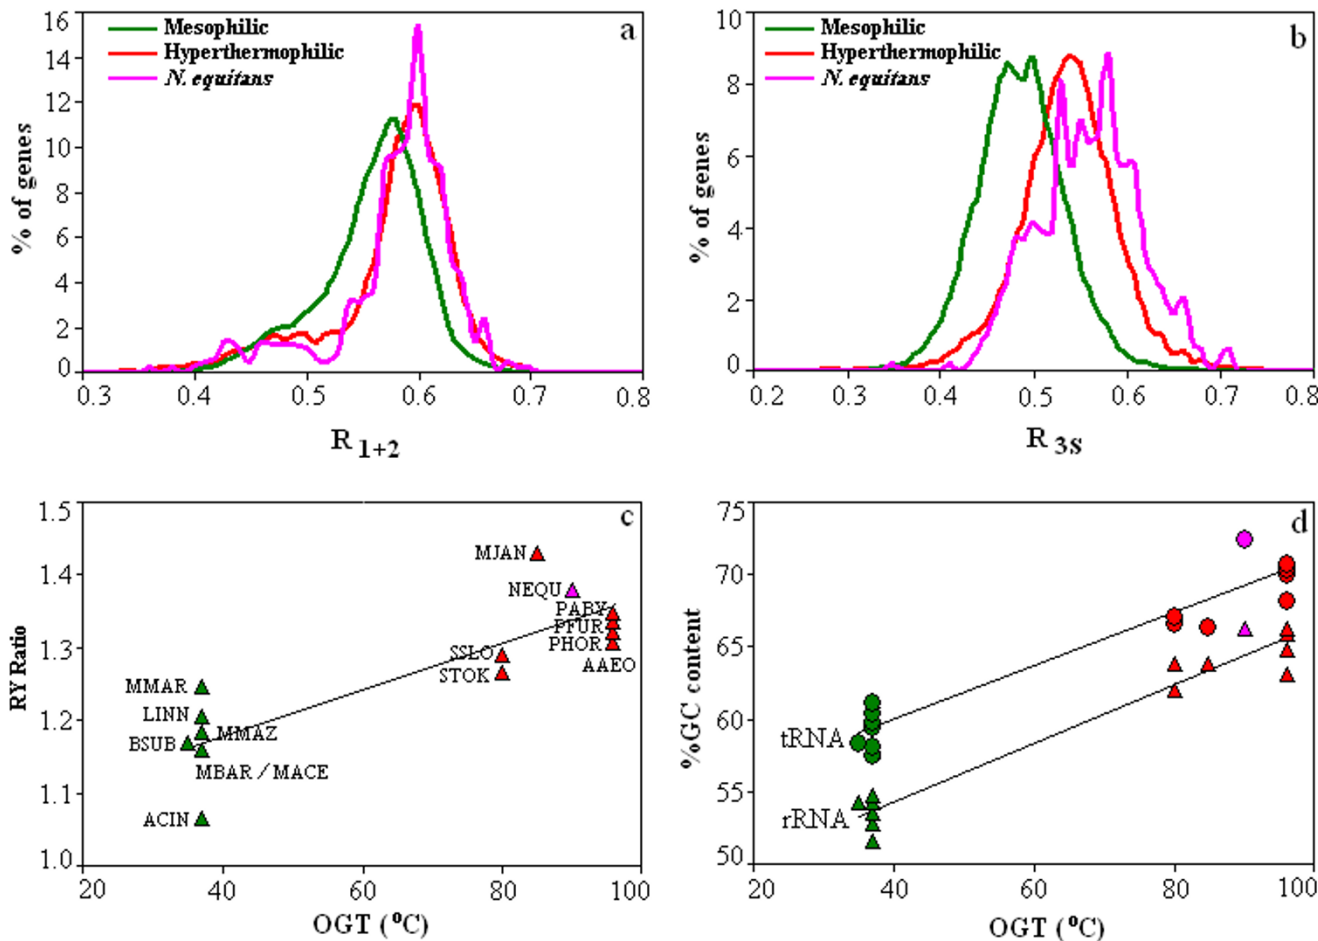 a
Mesophilic
Hyperthermophilic
N. equitans
% of genes
16
14
12
10
8
6
4
2
0
0.3 0.4 0.5 0.6 0.7 0.8
R 1+2
b
Mesophilic
Hyperthermophilic
N. equitans
% of genes
10
8
6
4
2
0
0.2 0.3 0.4 0.5 0.6 0.7 0.8
R 3S
c
RY Ratio
1.5
1.4
1.3
1.2
1.1
1.0
MJAN
NEQU
PABY
PFUR
PHOR
AAEO
SSLO
STOK
MMAR
LINN
MMAZ
BSUB
MBAR / MACE
ACIN
20 40 60 80 100
OGT (°C)
d
%GC content
75
70
65
60
55
50
tRNA
rRNA
20 40 60 80 100
OGT (°C)